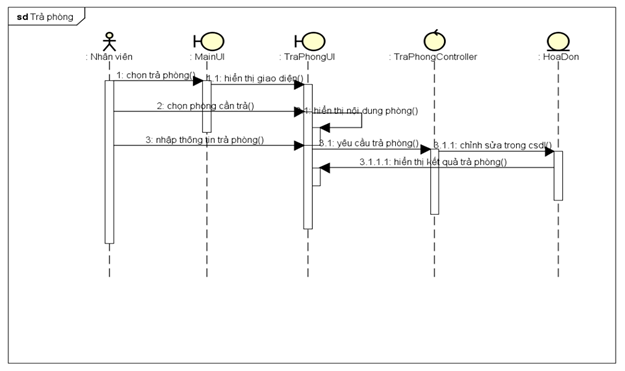 sd Trả phòng
: Nhân viên
: MainUI
: TraPhongUI
: TraPhongController
: HoaDon
1: chọn trả phòng()
1.1: hiển thị giao diện()
2: chọn phòng cần trả()
2.1: hiển thị nội dung phòng()
3: nhập thông tin trả phòng()
3.1: yêu cầu trả phòng()
3.1.1: chỉnh sửa trong csdl()
3.1.1.1: hiển thị kết quả trả phòng()